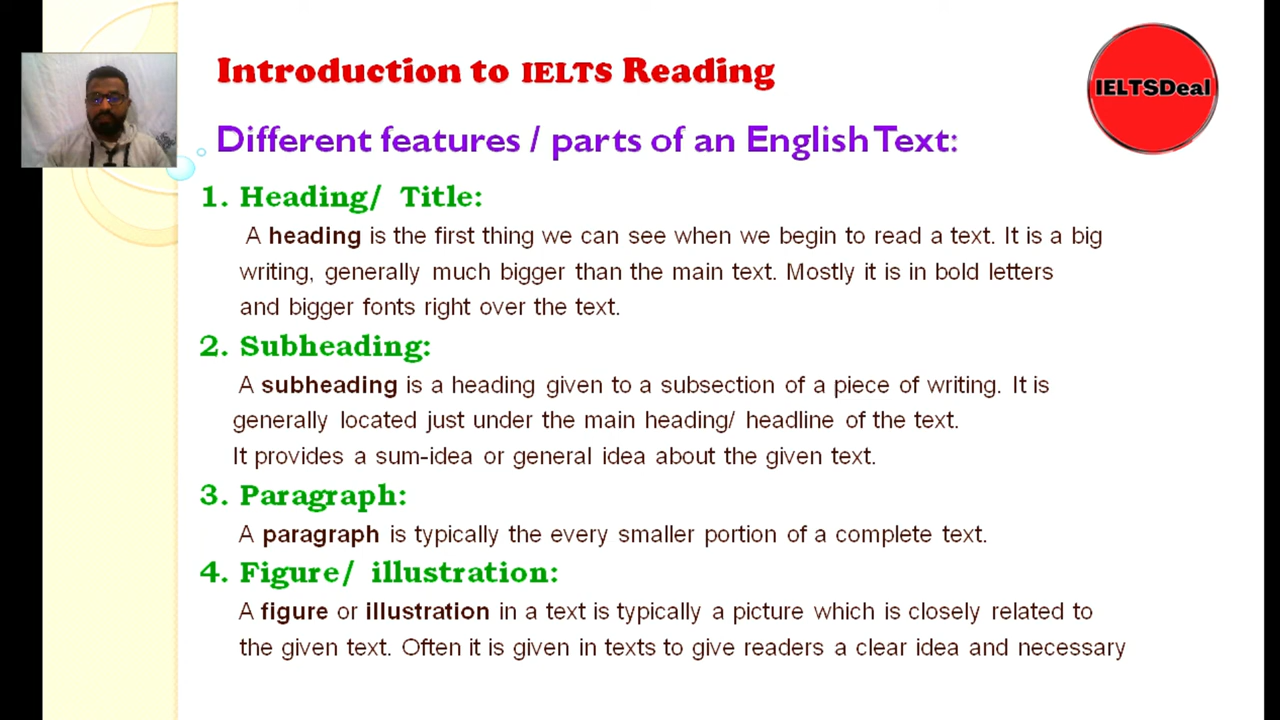 Introduction to IELTS Reading
IELTSDeal
Different features / parts of an English Text:
1. Heading/ Title:
A heading is the first thing we can see when we begin to read a text. It is a big
writing, generally much bigger than the main text. Mostly it is in bold letters
and bigger fonts right over the text.
2. Subheading:
A subheading is a heading given to a subsection of a piece of writing. It is
generally located just under the main heading/ headline of the text.
It provides a sum-idea or general idea about the given text.
3. Paragraph:
A paragraph is typically the every smaller portion of a complete text.
4. Figure/ illustration:
A figure or illustration in a text is typically a picture which is closely related to
the given text. Often it is given in texts to give readers a clear idea and necessary